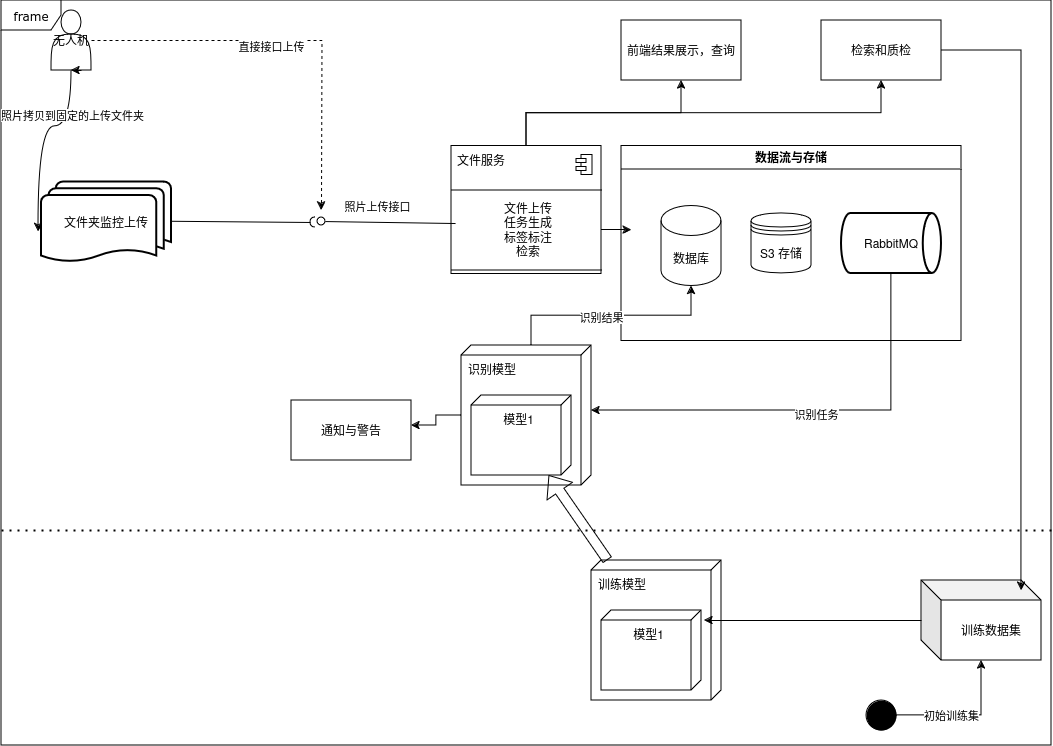 frame
无人机
直接接口上传
前端结果展示，查询
检索和质检
照片拷贝到固定的上传文件夹
文件服务
数据流与存储
文件夹监控上传
照片上传接口
文件上传
任务生成
标签标注
检索
数据库
S3 存储
RabbitMQ
识别结果
识别模型
模型1
通知与警告
识别任务
训练模型
模型1
训练数据集
初始训练集